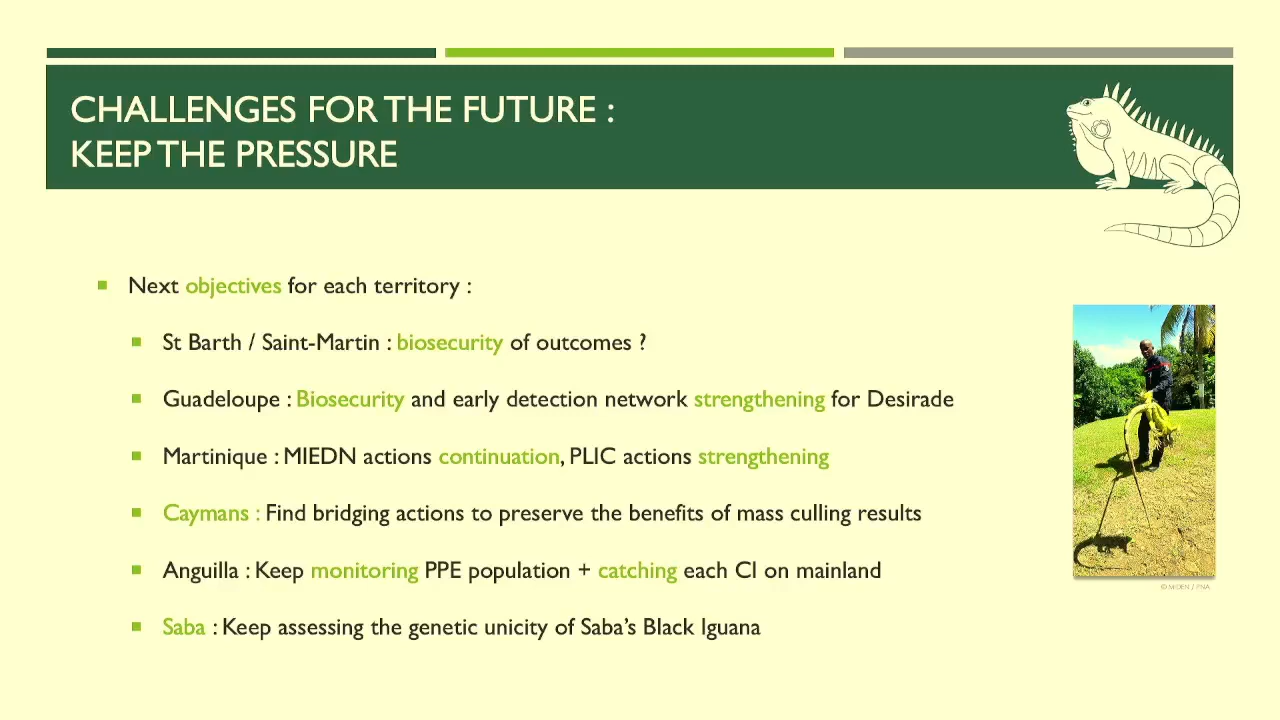 CHALLENGES FOR THE FUTURE :
KEEP THE PRESSURE
Next objectives for each territory :
St Barth / Saint-Martin : biosecurity of outcomes ?
Guadeloupe : Biosecurity and early detection network strengthening for Desirade
Martinique : MIEDN actions continuation, PLIC actions strengthening
Caymans : Find bridging actions to preserve the benefits of mass culling results
Anguilla : Keep monitoring PPE population + catching each CI on mainland
Saba : Keep assessing the genetic unicity of Saba's Black Iguana